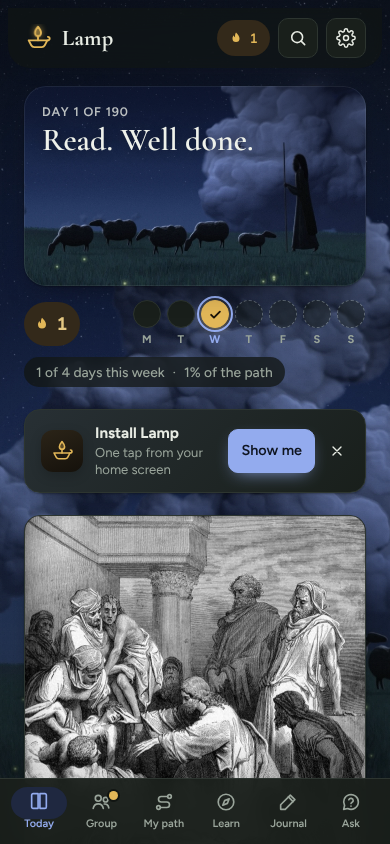 Lamp
1
DAY 1 OF 190
Read. Well done.
1
M T W T F S S
1 of 4 days this week · 1% of the path
Install Lamp
One tap from your
home screen
Show me
Today Group My path Learn Journal Ask